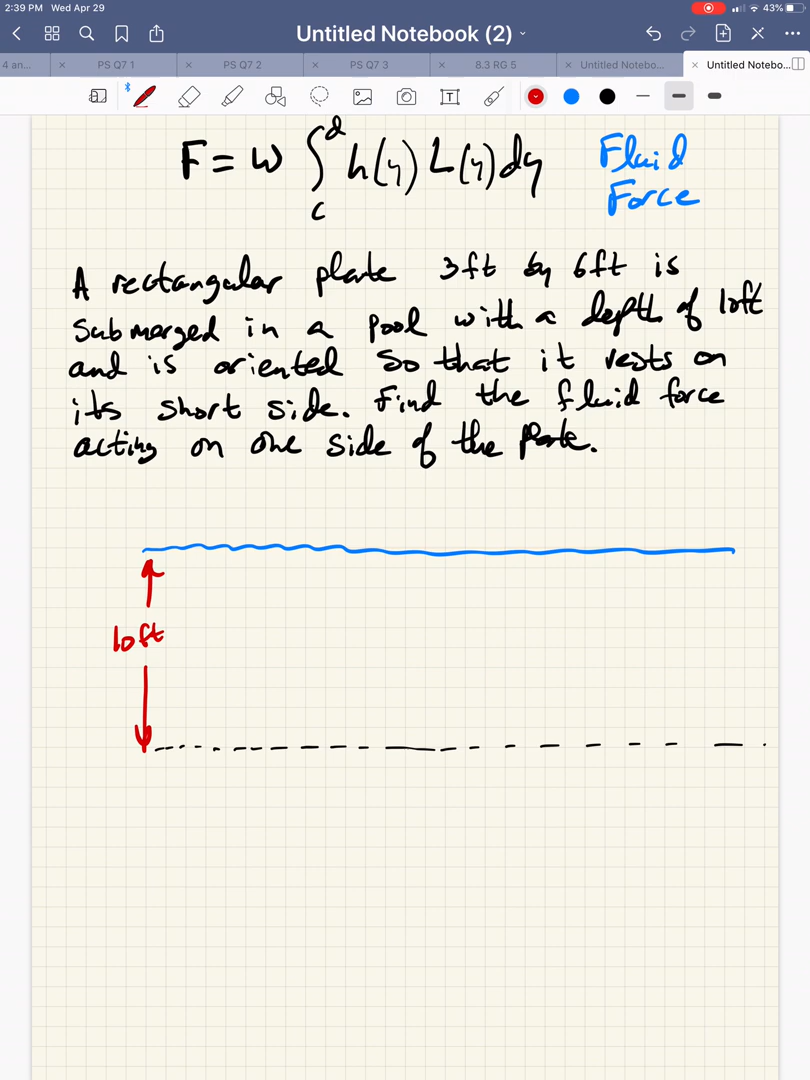 2:39 PM Wed Apr 29
43%
Untitled Notebook (2)
4 an...
PS Q7 1
PS Q7 2
PS Q7 3
8.3 RG 5
Untitled Notebo...
Untitled Notebo...
F = w ∫_c^d h(y) L(y) dy
Fluid
Force
A rectangular plate 3ft by 6ft is
submerged in a pool with a depth of 10ft
and is oriented so that it rests on
its short side. Find the fluid force
acting on one side of the plate.
10ft